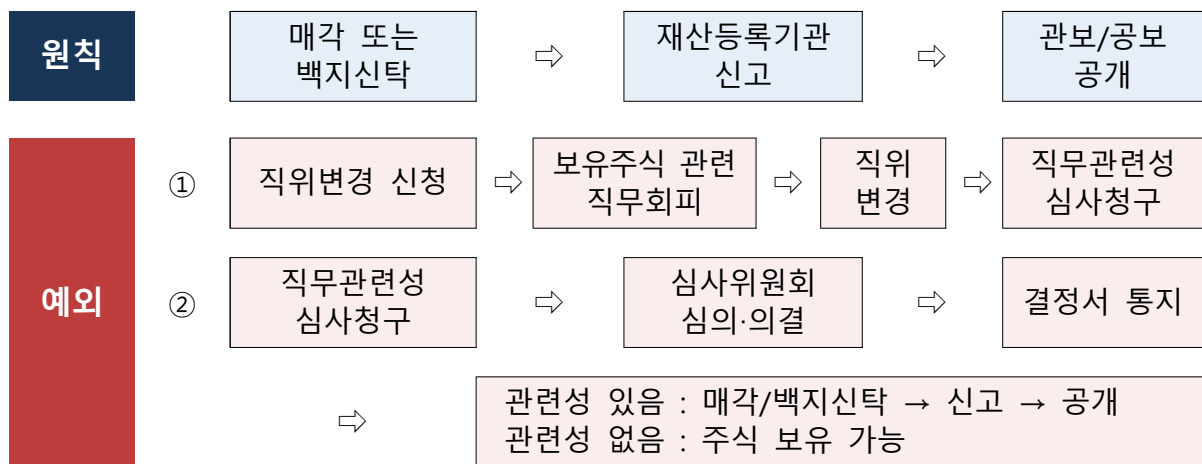 원칙
매각 또는
백지신탁
⇨
재산등록기관
신고
⇨
관보/공보
공개
예외
①
직위변경 신청
⇨
보유주식 관련
직무회피
⇨
직위
변경
⇨
직무관련성
심사청구
②
직무관련성
심사청구
⇨
심사위원회
심의·의결
⇨
결정서 통지
⇨
관련성 있음 : 매각/백지신탁 → 신고 → 공개
관련성 없음 : 주식 보유 가능